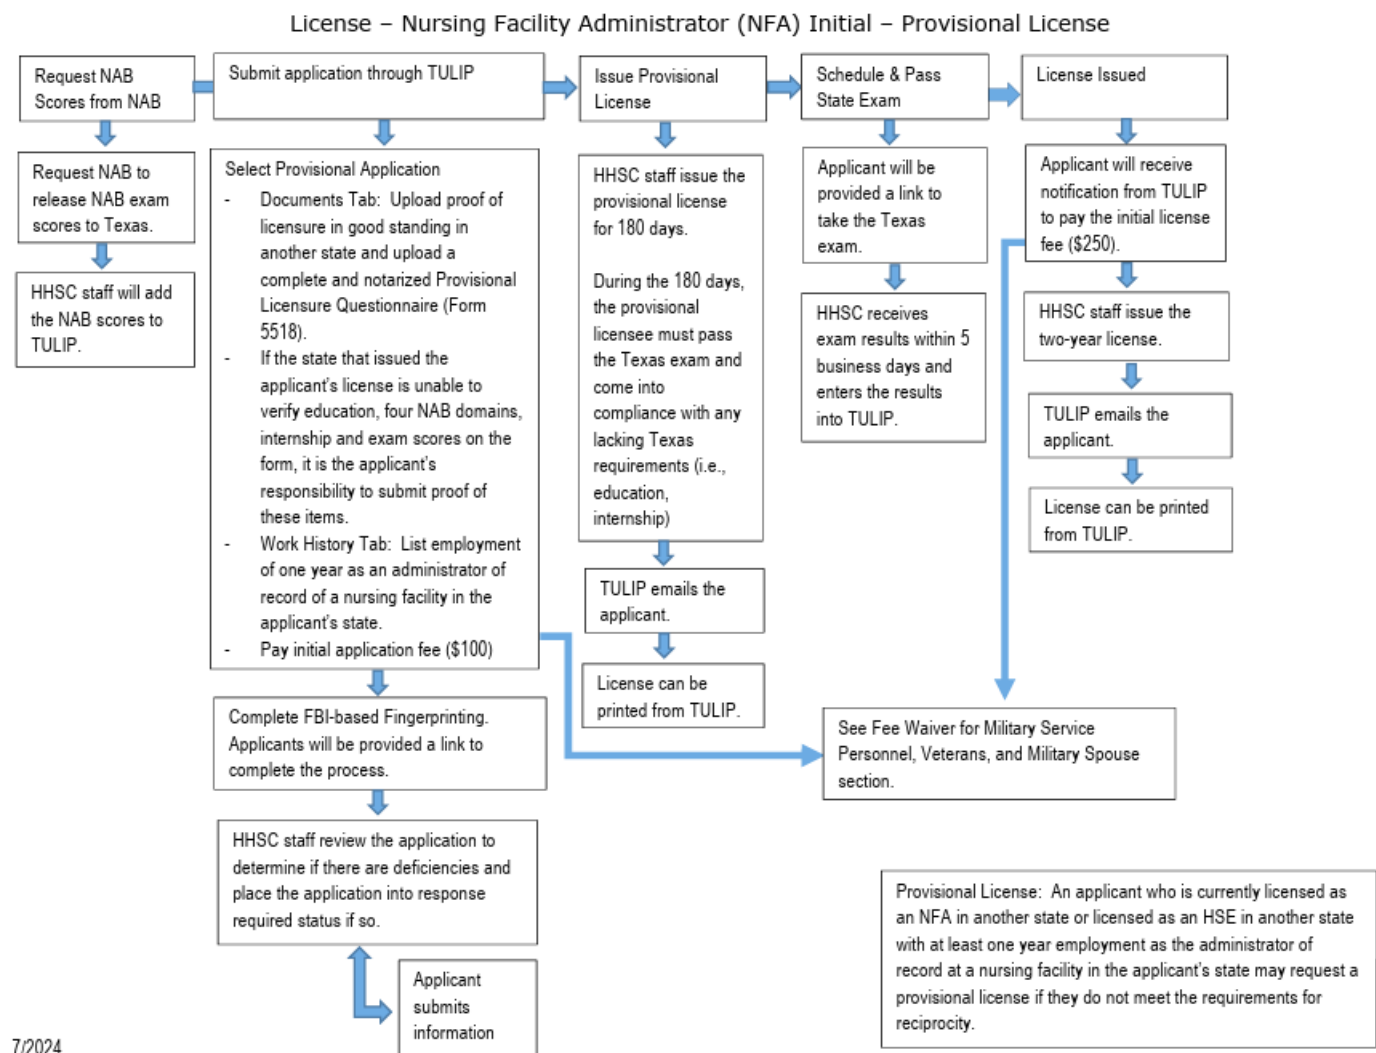 License – Nursing Facility Administrator (NFA) Initial – Provisional License
Request NAB
Scores from NAB
Request NAB to
release NAB exam
scores to Texas.
HHSC staff will add
the NAB scores to
TULIP.
Submit application through TULIP
Select Provisional Application
- Documents Tab: Upload proof of
licensure in good standing in
another state and upload a
complete and notarized Provisional
Licensure Questionnaire (Form
5518).
- If the state that issued the
applicant's license is unable to
verify education, four NAB domains,
internship and exam scores on the
form, it is the applicant's
responsibility to submit proof of
these items.
- Work History Tab: List employment
of one year as an administrator of
record of a nursing facility in the
applicant's state.
- Pay initial application fee ($100)
Complete FBI-based Fingerprinting.
Applicants will be provided a link to
complete the process.
HHSC staff review the application to
determine if there are deficiencies and
place the application into response
required status if so.
Applicant
submits
information
Issue Provisional
License
HHSC staff issue the
provisional license
for 180 days.
During the 180 days,
the provisional
licensee must pass
the Texas exam and
come into
compliance with any
lacking Texas
requirements (i.e.,
education,
internship)
TULIP emails the
applicant.
License can be
printed from TULIP.
Schedule & Pass
State Exam
Applicant will be
provided a link to
take the Texas
exam.
HHSC receives
exam results within 5
business days and
enters the results
into TULIP.
License Issued
Applicant will receive
notification from TULIP
to pay the initial license
fee ($250).
HHSC staff issue the
two-year license.
TULIP emails the
applicant.
License can be printed
from TULIP.
See Fee Waiver for Military Service
Personnel, Veterans, and Military Spouse
section.
Provisional License: An applicant who is currently licensed as
an NFA in another state or licensed as an HSE in another state
with at least one year employment as the administrator of
record at a nursing facility in the applicant's state may request a
provisional license if they do not meet the requirements for
reciprocity.
7/2024